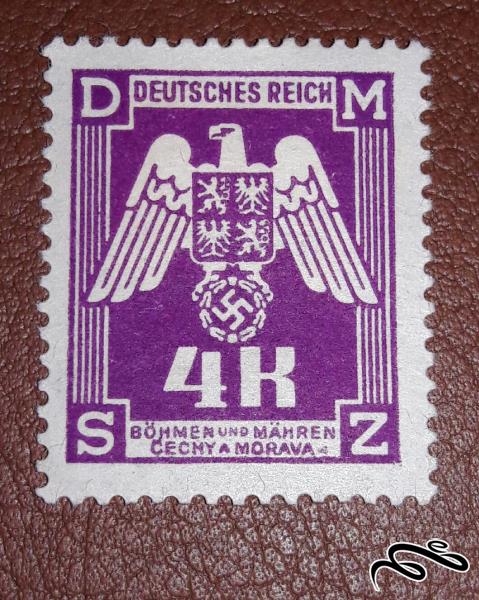 D DEUTSCHES REICH M
4K
S BÖHMEN UND MÄHREN Z
ČECHY A MORAVA